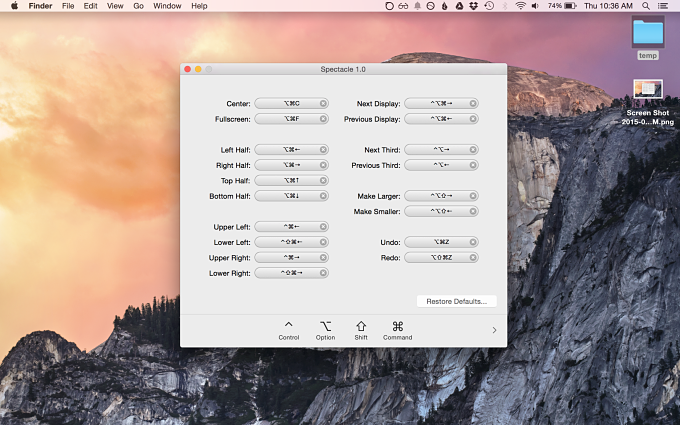 Finder File Edit View Go Window Help 74% Thu 10:36 AM
Spectacle 1.0
temp
Screen Shot
2015-0...M.png
Center: ⌥⌘C
Fullscreen: ⌥⌘F
Left Half: ⌥⌘←
Right Half: ⌥⌘→
Top Half: ⌥⌘↑
Bottom Half: ⌥⌘↓
Upper Left: ^⌘←
Lower Left: ^⇧⌘←
Upper Right: ^⌘→
Lower Right: ^⇧⌘→
Next Display: ^⌥⌘→
Previous Display: ^⌥⌘←
Next Third: ^⌥→
Previous Third: ^⌥←
Make Larger: ^⌥⇧→
Make Smaller: ^⌥⇧←
Undo: ⌥⌘Z
Redo: ⌥⇧⌘Z
Restore Defaults...
^ ⌥ ⇧ ⌘
Control Option Shift Command